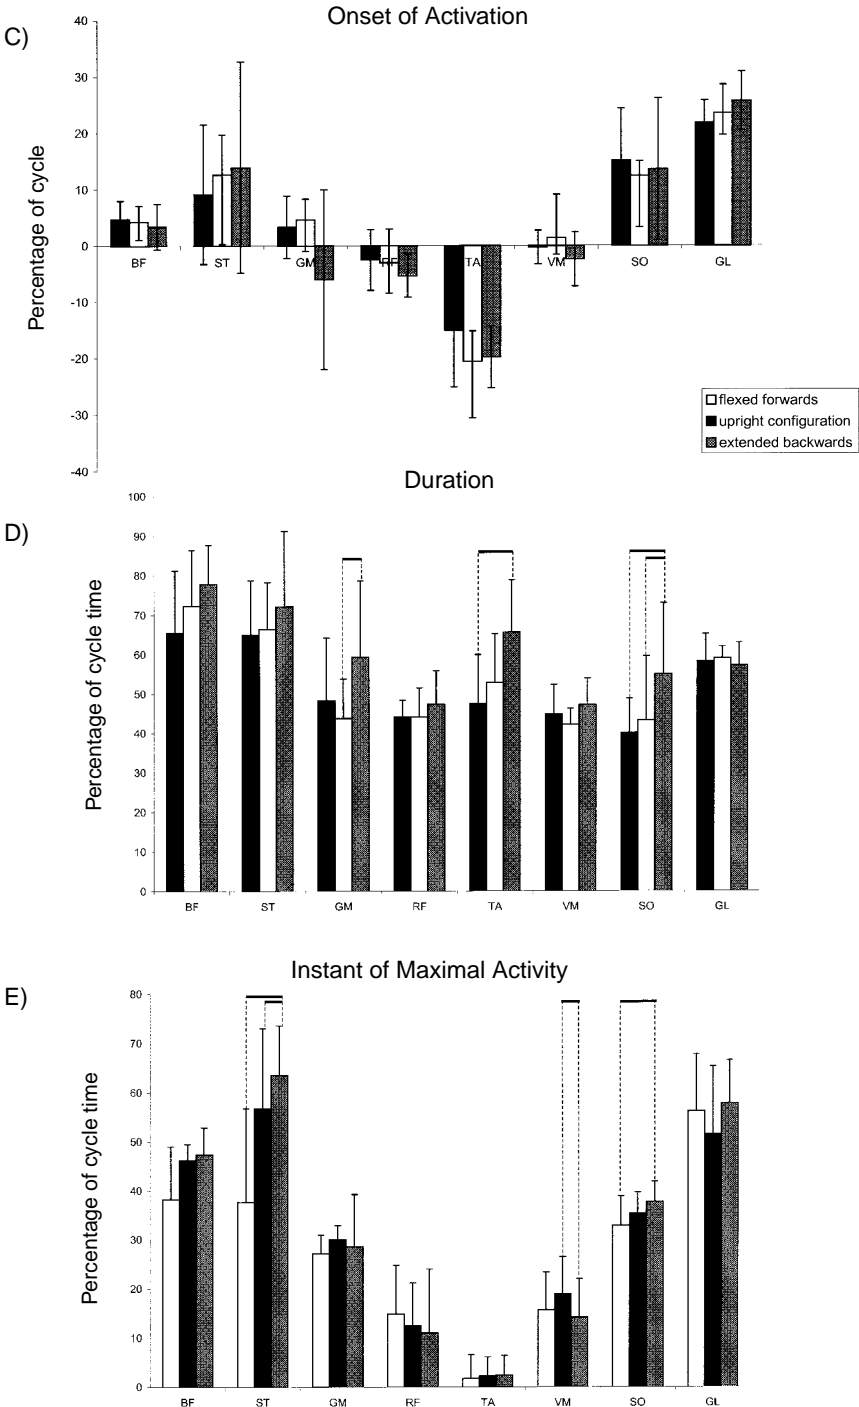 Onset of Activation
C)
40
30
20
10
0
-10
-20
-30
-40
Percentage of cycle
BF ST GM RF TA VM SO GL
flexed forwards
upright configuration
extended backwards
Duration
D)
100
90
80
70
60
50
40
30
20
10
0
Percentage of cycle time
BF ST GM RF TA VM SO GL
Instant of Maximal Activity
E)
80
70
60
50
40
30
20
10
0
Percentage of cycle time
BF ST GM RF TA VM SO GL